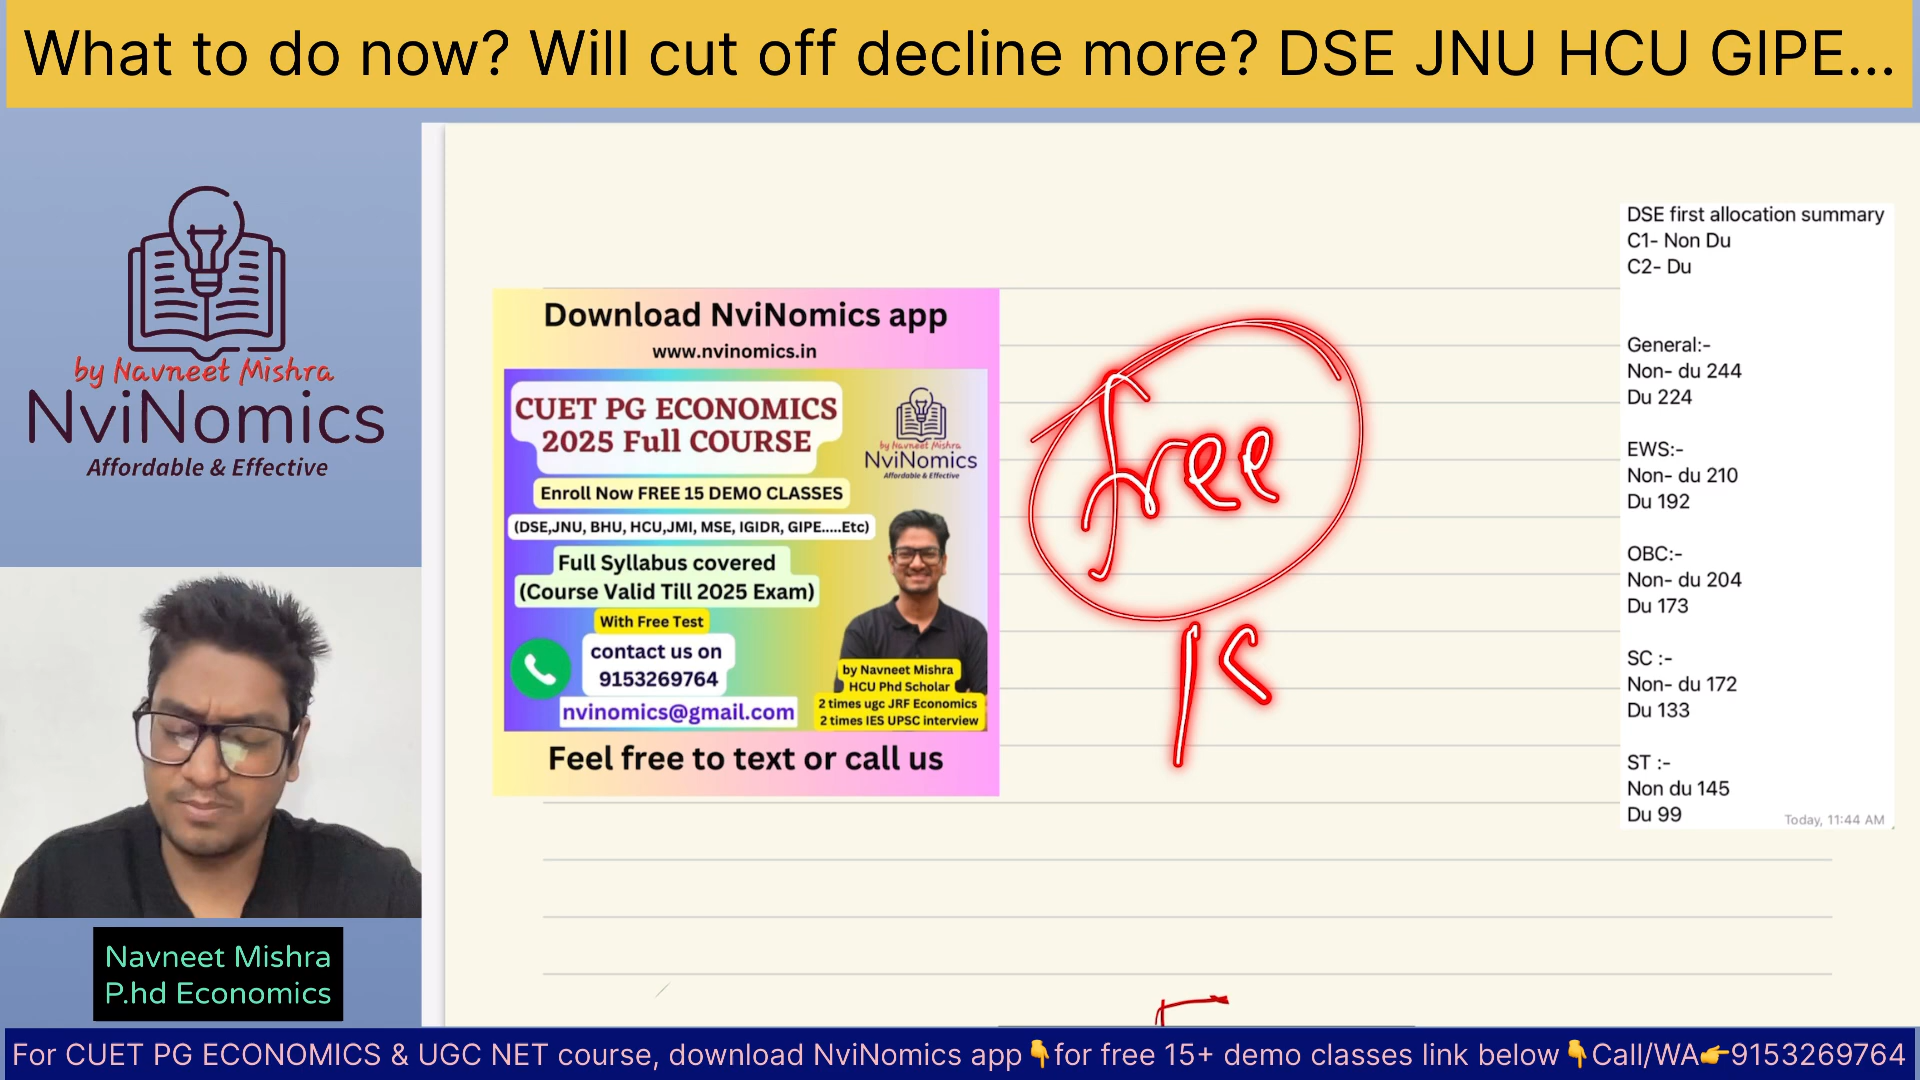 What to do now? Will cut off decline more? DSE JNU HCU GIPE...
by Navneet Mishra
NviNomics
Affordable & Effective
Navneet Mishra
P.hd Economics
Download NviNomics app
www.nvinomics.in
CUET PG ECONOMICS
2025 Full COURSE
by Navneet Mishra
NviNomics
Affordable & Effective
Enroll Now FREE 15 DEMO CLASSES
(DSE,JNU, BHU, HCU,JMI, MSE, IGIDR, GIPE.....Etc)
Full Syllabus covered
(Course Valid Till 2025 Exam)
With Free Test
contact us on
9153269764
nvinomics@gmail.com
by Navneet Mishra
HCU Phd Scholar
2 times ugc JRF Economics
2 times IES UPSC interview
Feel free to text or call us
free
DSE first allocation summary
C1- Non Du
C2- Du
General:-
Non- du 244
Du 224
EWS:-
Non- du 210
Du 192
OBC:-
Non- du 204
Du 173
SC :-
Non- du 172
Du 133
ST :-
Non du 145
Du 99
Today, 11:44 AM
For CUET PG ECONOMICS & UGC NET course, download NviNomics app👇for free 15+ demo classes link below👇Call/WA👉9153269764